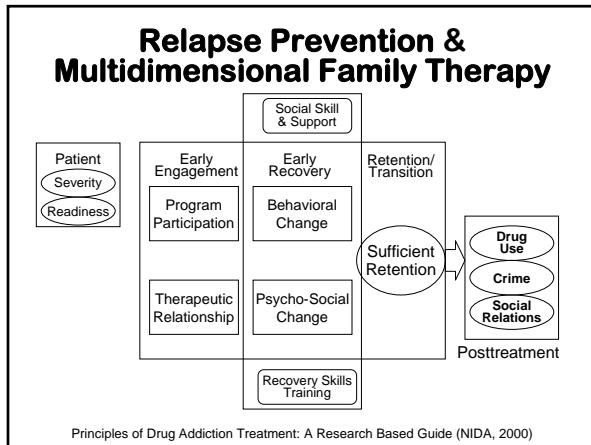 Relapse Prevention &
Multidimensional Family Therapy
Social Skill
& Support
Patient
Severity
Readiness
Early
Engagement
Program
Participation
Therapeutic
Relationship
Early
Recovery
Behavioral
Change
Psycho-Social
Change
Retention/
Transition
Sufficient
Retention
Drug
Use
Crime
Social
Relations
Posttreatment
Recovery Skills
Training
Principles of Drug Addiction Treatment: A Research Based Guide (NIDA, 2000)